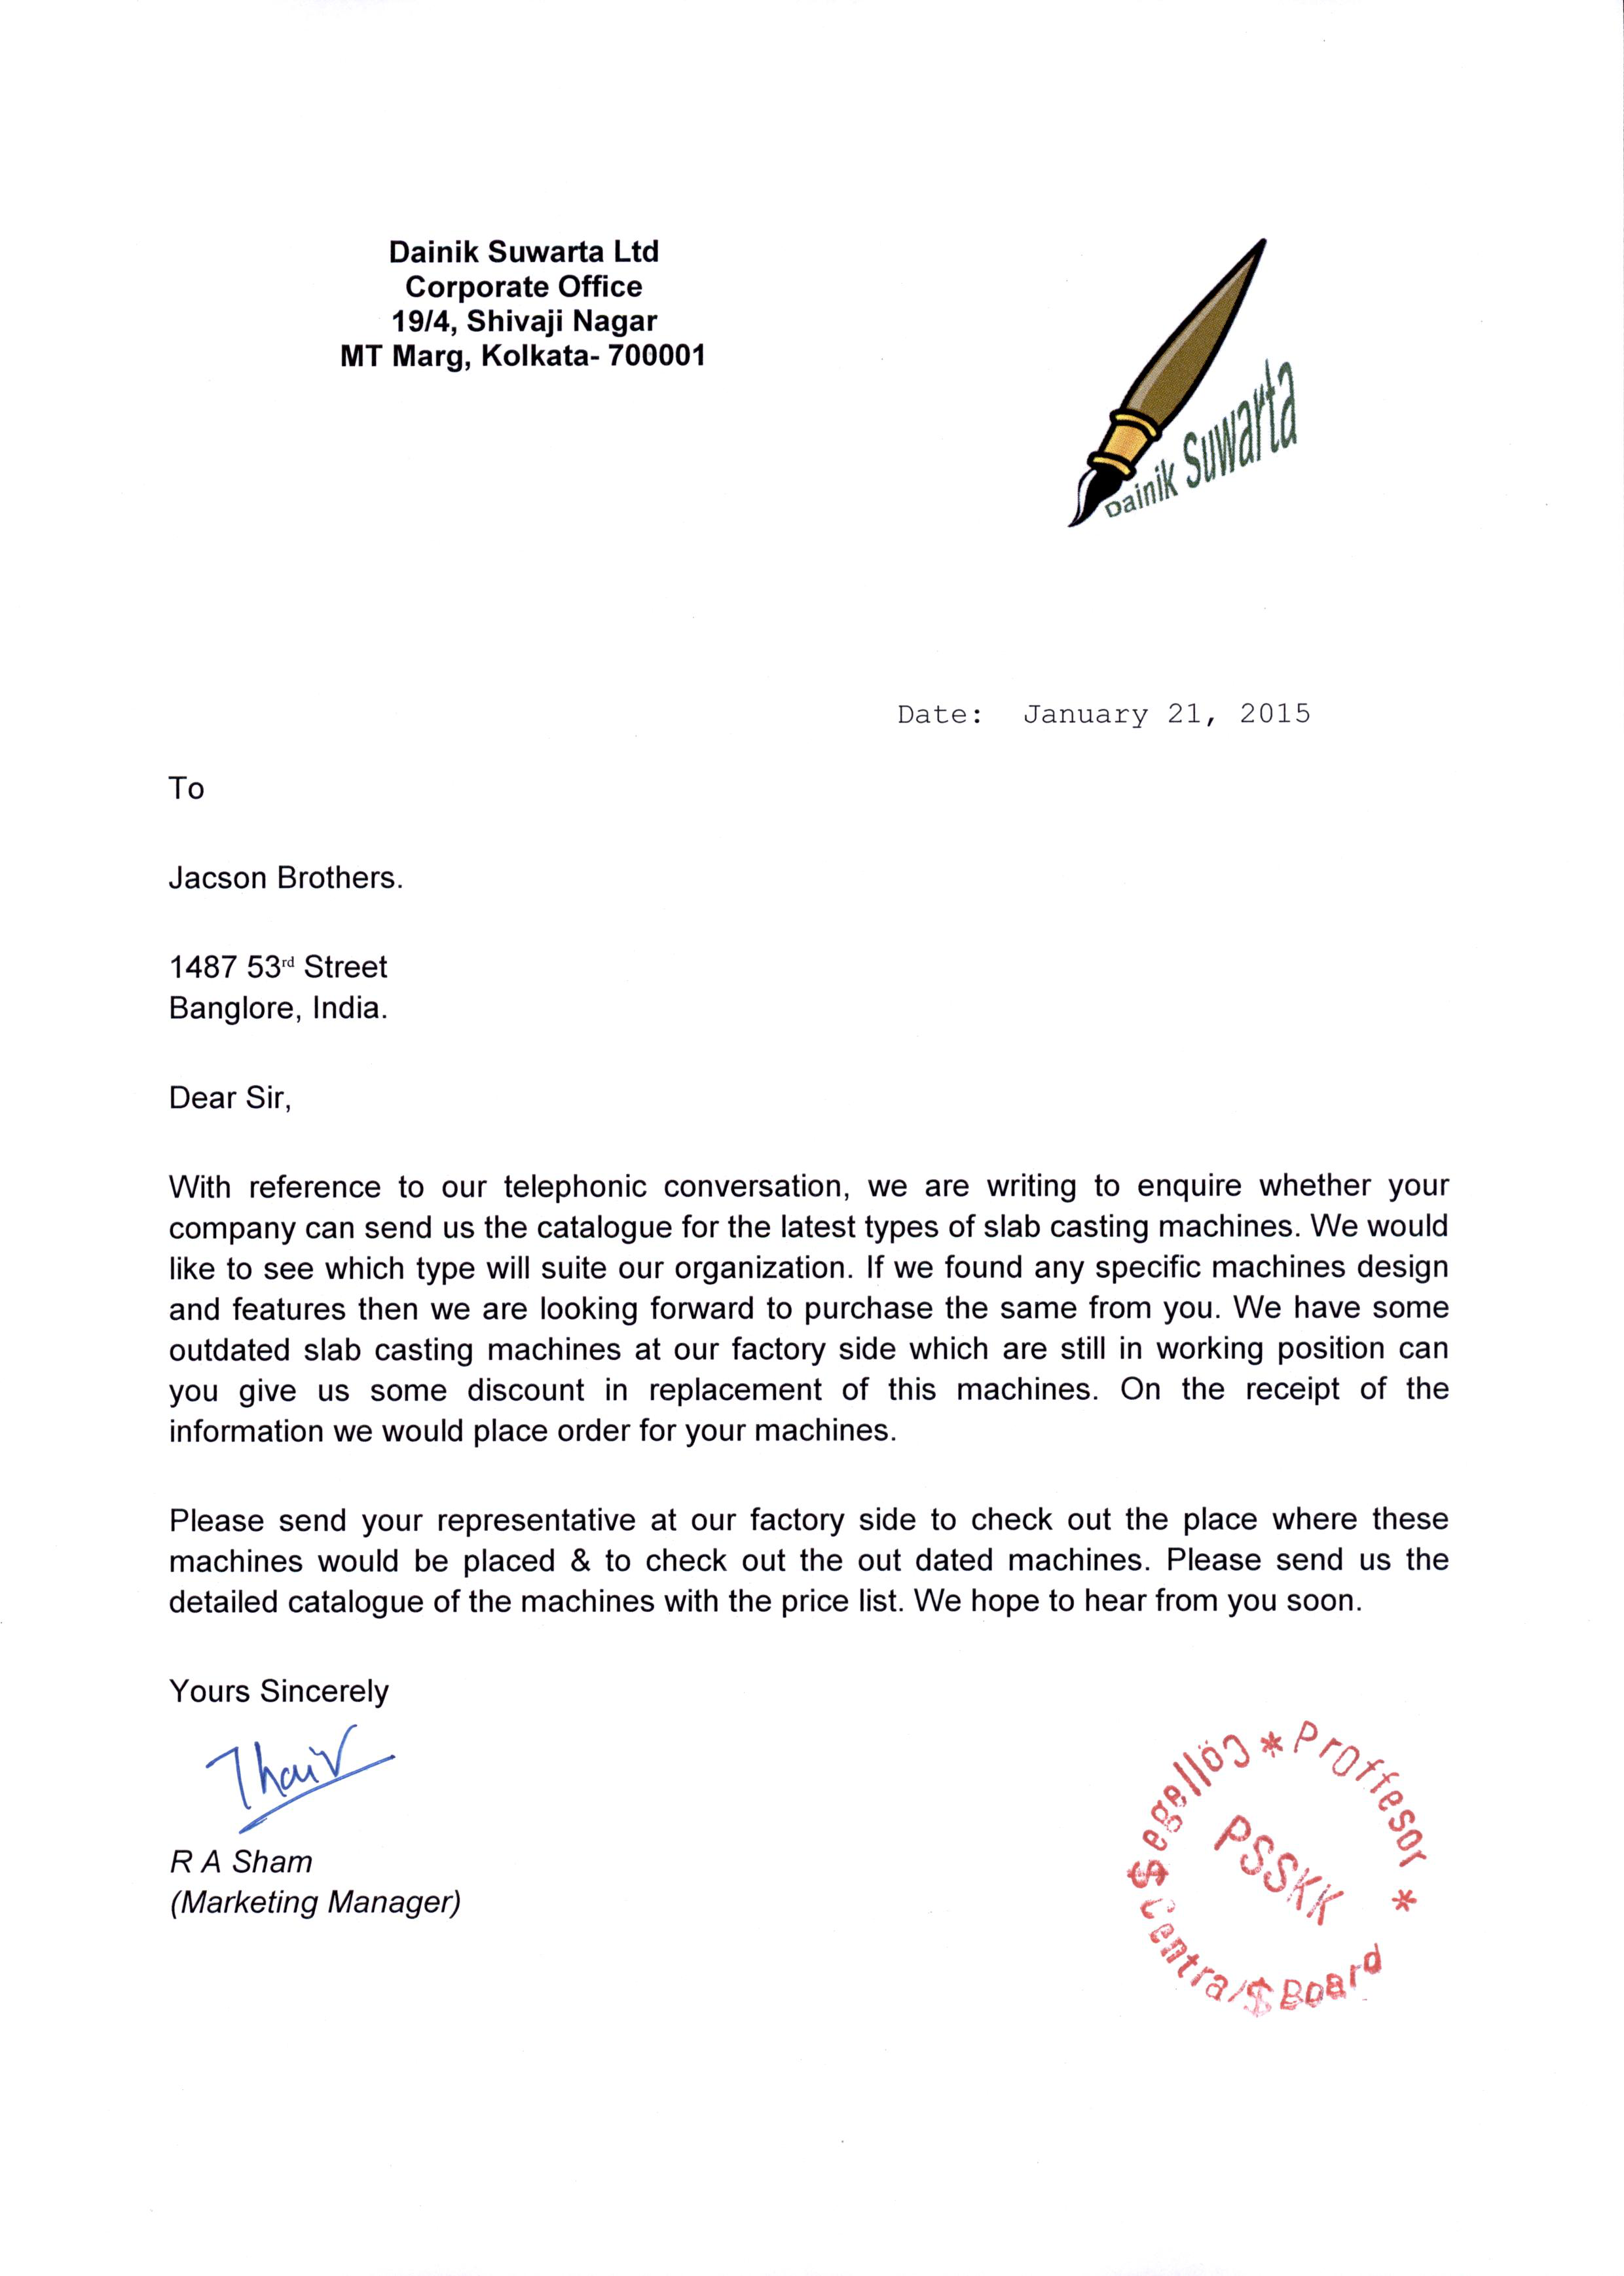 Dainik Suwarta Ltd
Corporate Office
19/4, Shivaji Nagar
MT Marg, Kolkata- 700001
Dainik Suwarta
Date: January 21, 2015
To
Jacson Brothers.
1487 53rd Street
Banglore, India.
Dear Sir,
With reference to our telephonic conversation, we are writing to enquire whether your
company can send us the catalogue for the latest types of slab casting machines. We would
like to see which type will suite our organization. If we found any specific machines design
and features then we are looking forward to purchase the same from you. We have some
outdated slab casting machines at our factory side which are still in working position can
you give us some discount in replacement of this machines. On the receipt of the
information we would place order for your machines.
Please send your representative at our factory side to check out the place where these
machines would be placed & to check out the out dated machines. Please send us the
detailed catalogue of the machines with the price list. We hope to hear from you soon.
Yours Sincerely
R A Sham
(Marketing Manager)
* Proffesor *
PSSKK
Central $ Board